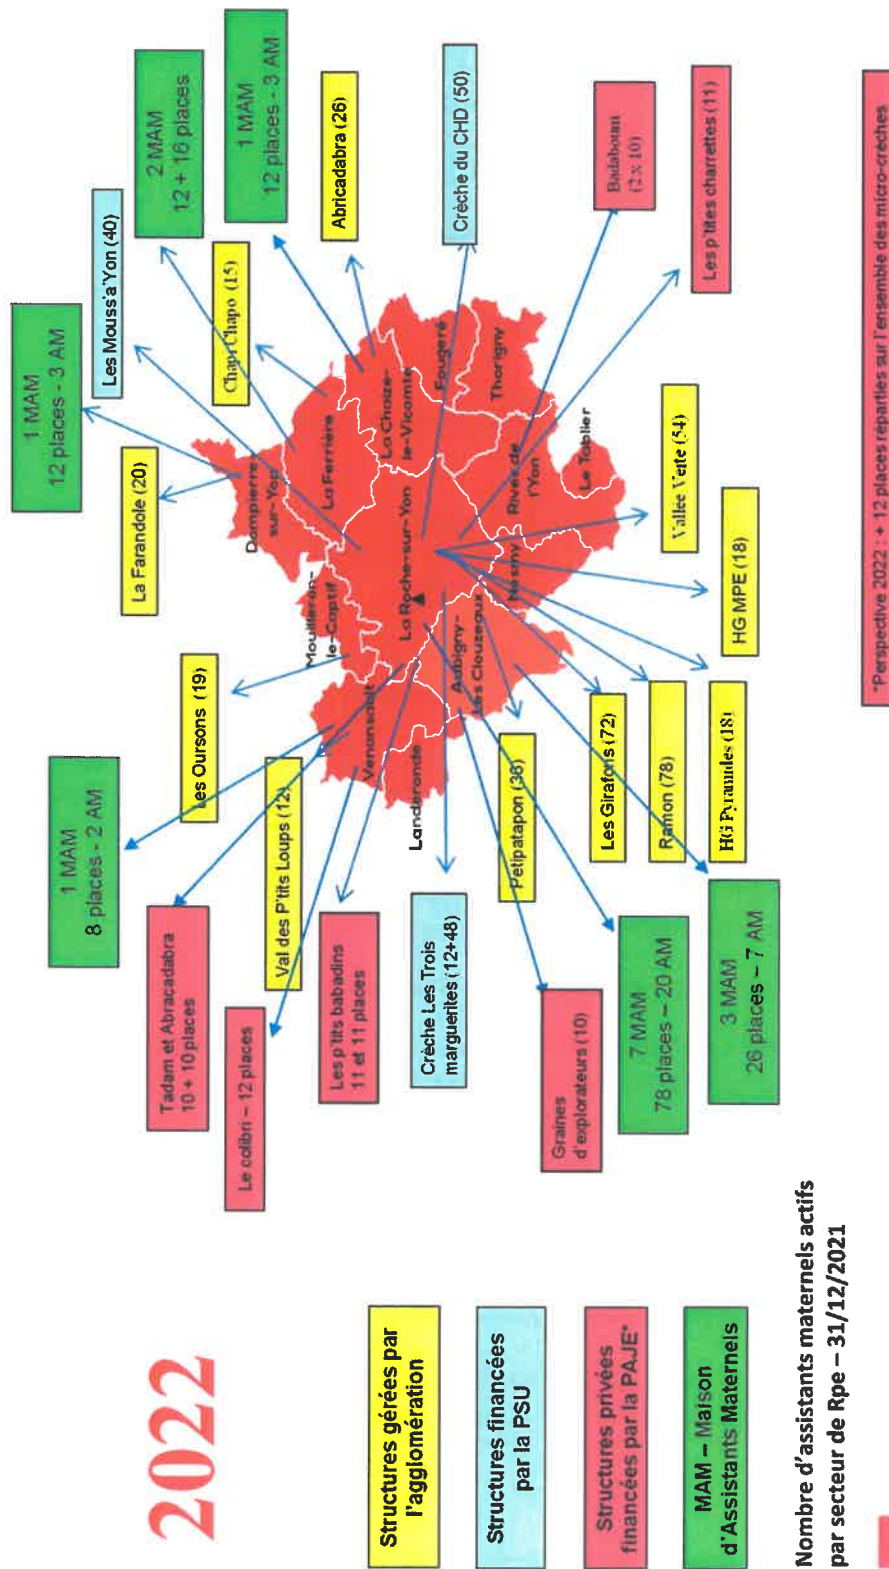 2022
Structures gérées par
l'agglomération
Structures financées
par la PSU
Structures privées
financées par la PAJE*
MAM – Maison
d'Assistants Maternels
Nombre d'assistants maternels actifs
par secteur de Rpe – 31/12/2021
1 MAM
8 places - 2 AM
Tadam et Abracadabra
10 + 10 places
Le colibri – 12 places
Les Oursons (19)
Val des P'tits Loups (12)
Les p'tits babadins
11 et 11 places
Crèche Les Trois
marguerites (12+48)
Petipatapon (36)
Graines
d'explorateurs (10)
7 MAM
78 places – 20 AM
3 MAM
26 places – 7 AM
Les Girafons (72)
Ramon (78)
HG Pyramides (18)
HG MPE (18)
Vallée Verte (54)
1 MAM
12 places - 3 AM
La Farandole (20)
Les Mouss'a'Yon (40)
2 MAM
12 + 16 places
Chapi Chapo (15)
1 MAM
12 places - 3 AM
Abricadabra (26)
Crèche du CHD (50)
Badaboum
(2 x 10)
Les p'tites charrettes (11)
Dompierre-
sur-Yon
La Ferrière
Mouilleron-
le-Captif
La Chaize-
le-Vicomte
Fougeré
Thorigny
La Roche-sur-Yon
Venansault
Landeronde
Aubigny-
Les Clouzeaux
Nesmy
Rives de
l'Yon
Le Tablier
*Perspective 2022 : + 12 places réparties sur l'ensemble des micro-crèches